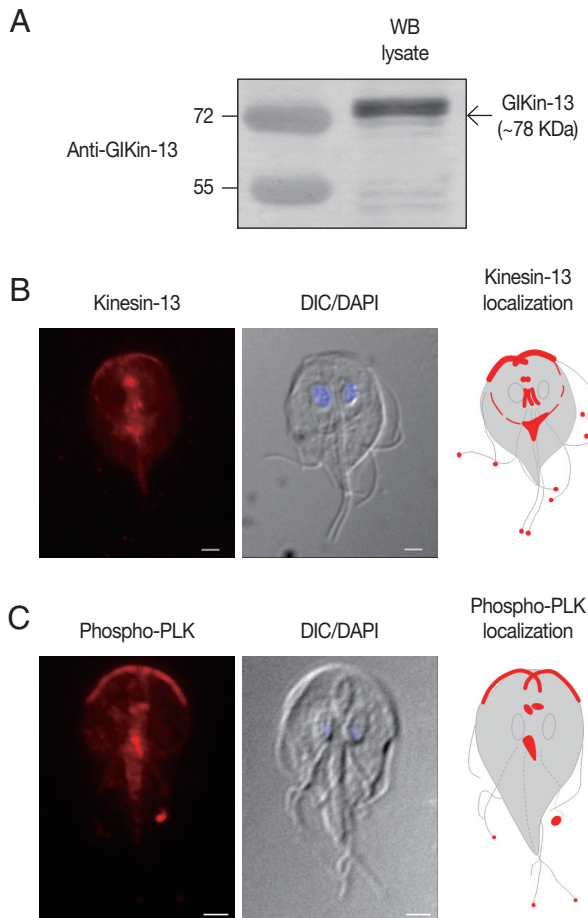 A
WB
lysate
72
55
Anti-GlKin-13
GlKin-13
(~78 KDa)
B
Kinesin-13
DIC/DAPI
Kinesin-13
localization
C
Phospho-PLK
DIC/DAPI
Phospho-PLK
localization